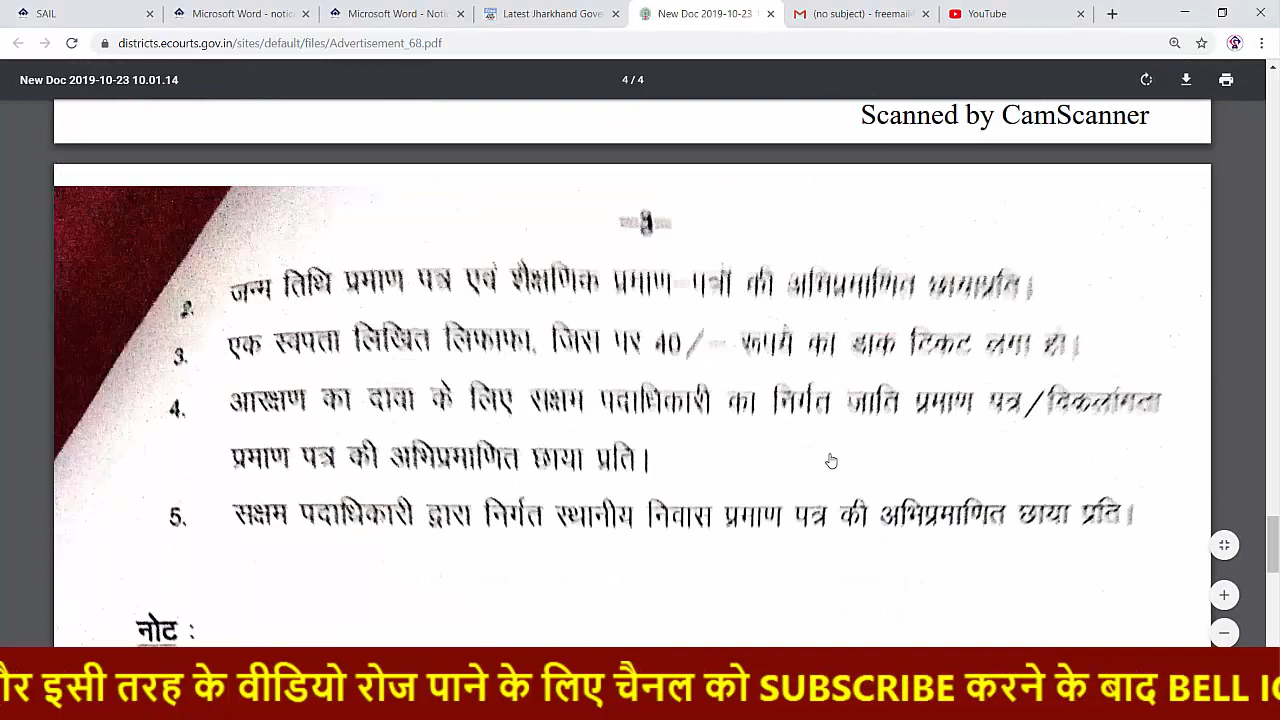 SAIL
Microsoft Word - notic
Microsoft Word - Notic
Latest Jharkhand Gove
New Doc 2019-10-23 1
(no subject) - freemail
YouTube
districts.ecourts.gov.in/sites/default/files/Advertisement_68.pdf
New Doc 2019-10-23 10.01.14
4 / 4
Scanned by CamScanner
2. जन्म तिथि प्रमाण पत्र एवं शैक्षणिक प्रमाण-पत्रों की अभिप्रमाणित छायाप्रति।
3. एक स्वपता लिखित लिफाफा, जिस पर 40/- रूपये का डाक टिकट लगा हो।
4. आरक्षण का दावा के लिए सक्षम पदाधिकारी का निर्गत जाति प्रमाण पत्र/विकलांगता
प्रमाण पत्र की अभिप्रमाणित छाया प्रति।
5. सक्षम पदाधिकारी द्वारा निर्गत स्थानीय निवास प्रमाण पत्र की अभिप्रमाणित छाया प्रति।
नोट :
और इसी तरह के वीडियो रोज पाने के लिए चैनल को SUBSCRIBE करने के बाद BELL IC